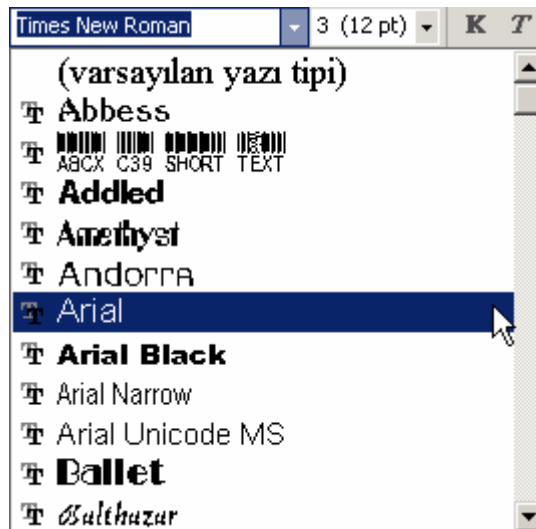 Times New Roman 3 (12 pt) K T
(varsayılan yazı tipi)
Abbess
ABCX C39 SHORT TEXT
Addled
Amethyst
Andorra
Arial
Arial Black
Arial Narrow
Arial Unicode MS
Ballet
Balthazar